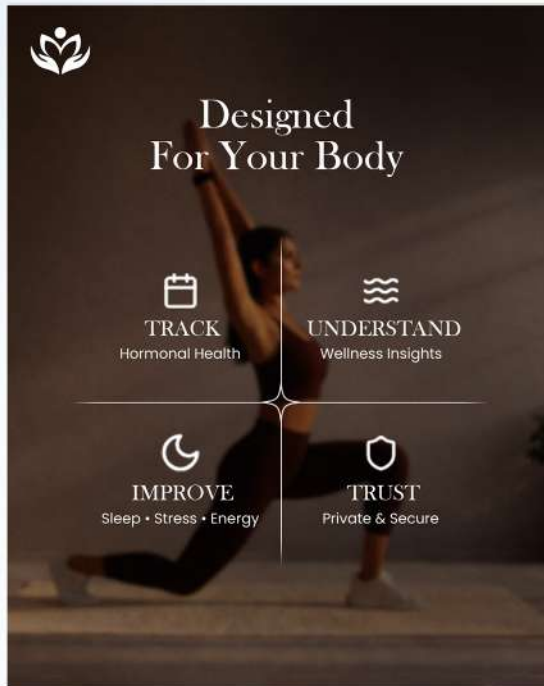 Designed
For Your Body
TRACK
Hormonal Health
UNDERSTAND
Wellness Insights
IMPROVE
Sleep • Stress • Energy
TRUST
Private & Secure